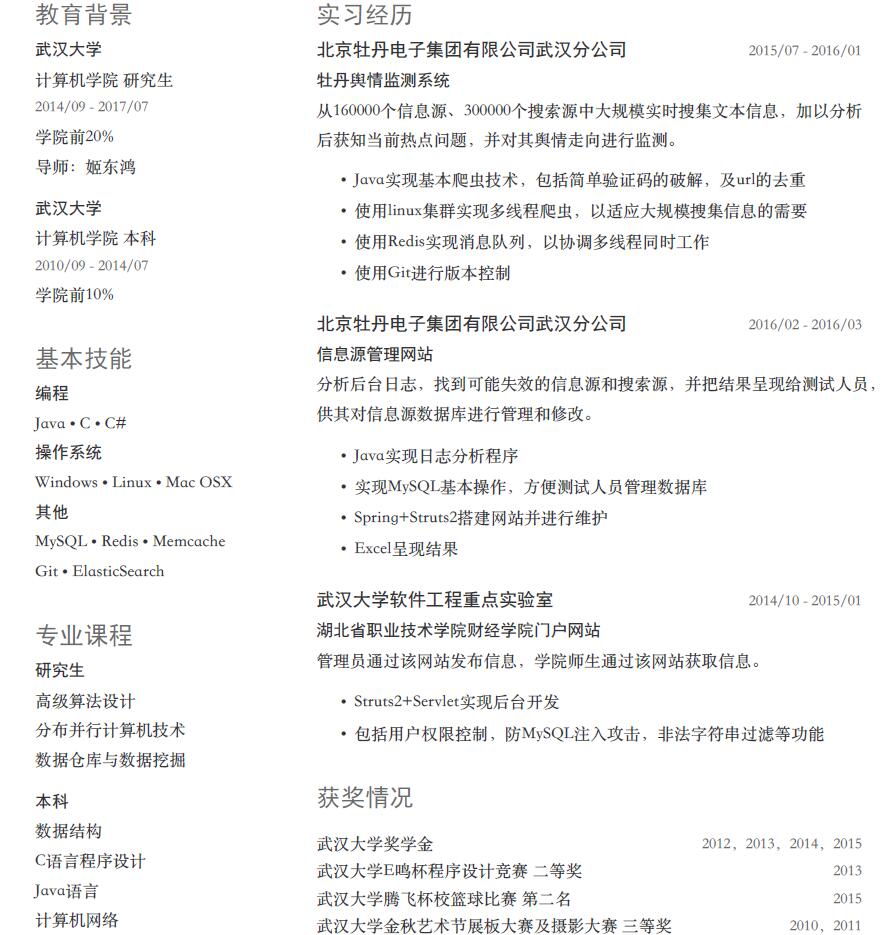 教育背景
武汉大学
计算机学院 研究生
2014/09 - 2017/07
学院前20%
导师：姬东鸿
武汉大学
计算机学院 本科
2010/09 - 2014/07
学院前10%
基本技能
编程
Java • C • C#
操作系统
Windows • Linux • Mac OSX
其他
MySQL • Redis • Memcache
Git • ElasticSearch
专业课程
研究生
高级算法设计
分布并行计算机技术
数据仓库与数据挖掘
本科
数据结构
C语言程序设计
Java语言
计算机网络
实习经历
北京牡丹电子集团有限公司武汉分公司 2015/07 - 2016/01
牡丹舆情监测系统
从160000个信息源、300000个搜索源中大规模实时搜集文本信息，加以分析
后获知当前热点问题，并对其舆情走向进行监测。
• Java实现基本爬虫技术，包括简单验证码的破解，及url的去重
• 使用linux集群实现多线程爬虫，以适应大规模搜集信息的需要
• 使用Redis实现消息队列，以协调多线程同时工作
• 使用Git进行版本控制
北京牡丹电子集团有限公司武汉分公司 2016/02 - 2016/03
信息源管理网站
分析后台日志，找到可能失效的信息源和搜索源，并把结果呈现给测试人员，
供其对信息源数据库进行管理和修改。
• Java实现日志分析程序
• 实现MySQL基本操作，方便测试人员管理数据库
• Spring+Struts2搭建网站并进行维护
• Excel呈现结果
武汉大学软件工程重点实验室 2014/10 - 2015/01
湖北省职业技术学院财经学院门户网站
管理员通过该网站发布信息，学院师生通过该网站获取信息。
• Struts2+Servlet实现后台开发
• 包括用户权限控制，防MySQL注入攻击，非法字符串过滤等功能
获奖情况
武汉大学奖学金 2012，2013，2014，2015
武汉大学E鸣杯程序设计竞赛 二等奖 2013
武汉大学腾飞杯校篮球比赛 第二名 2015
武汉大学金秋艺术节展板大赛及摄影大赛 三等奖 2010，2011